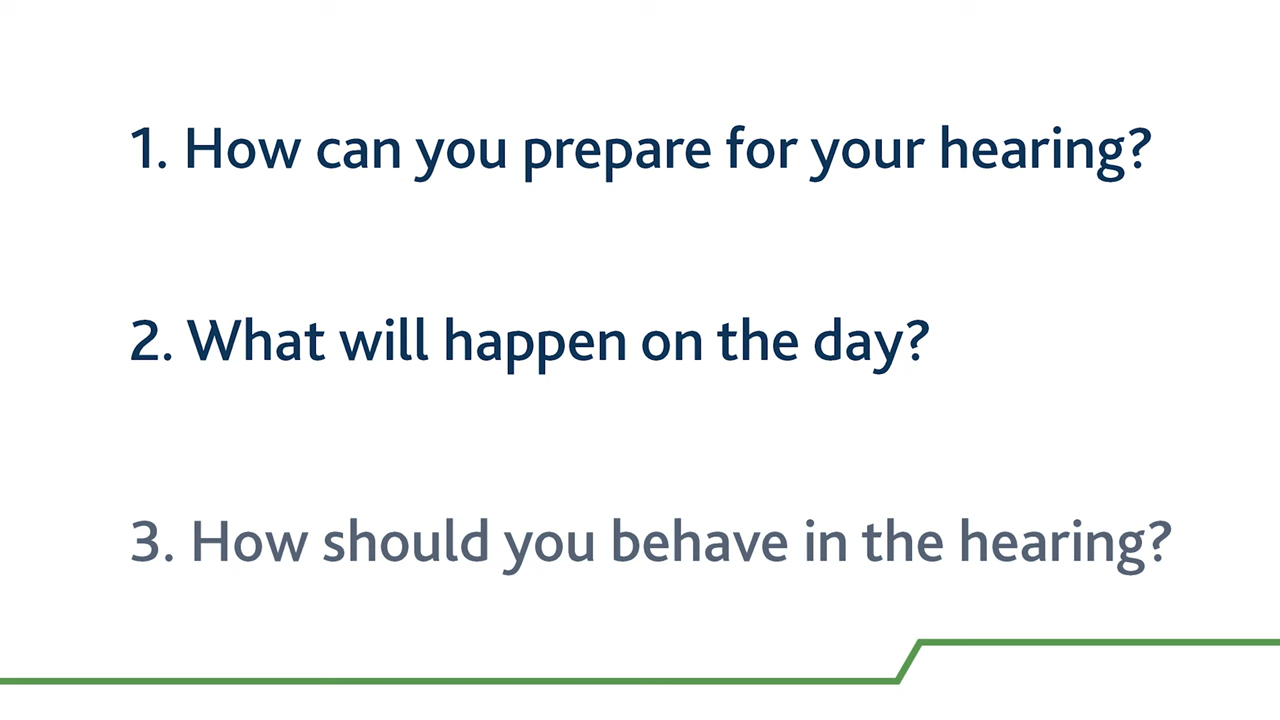 1. How can you prepare for your hearing?
2. What will happen on the day?
3. How should you behave in the hearing?